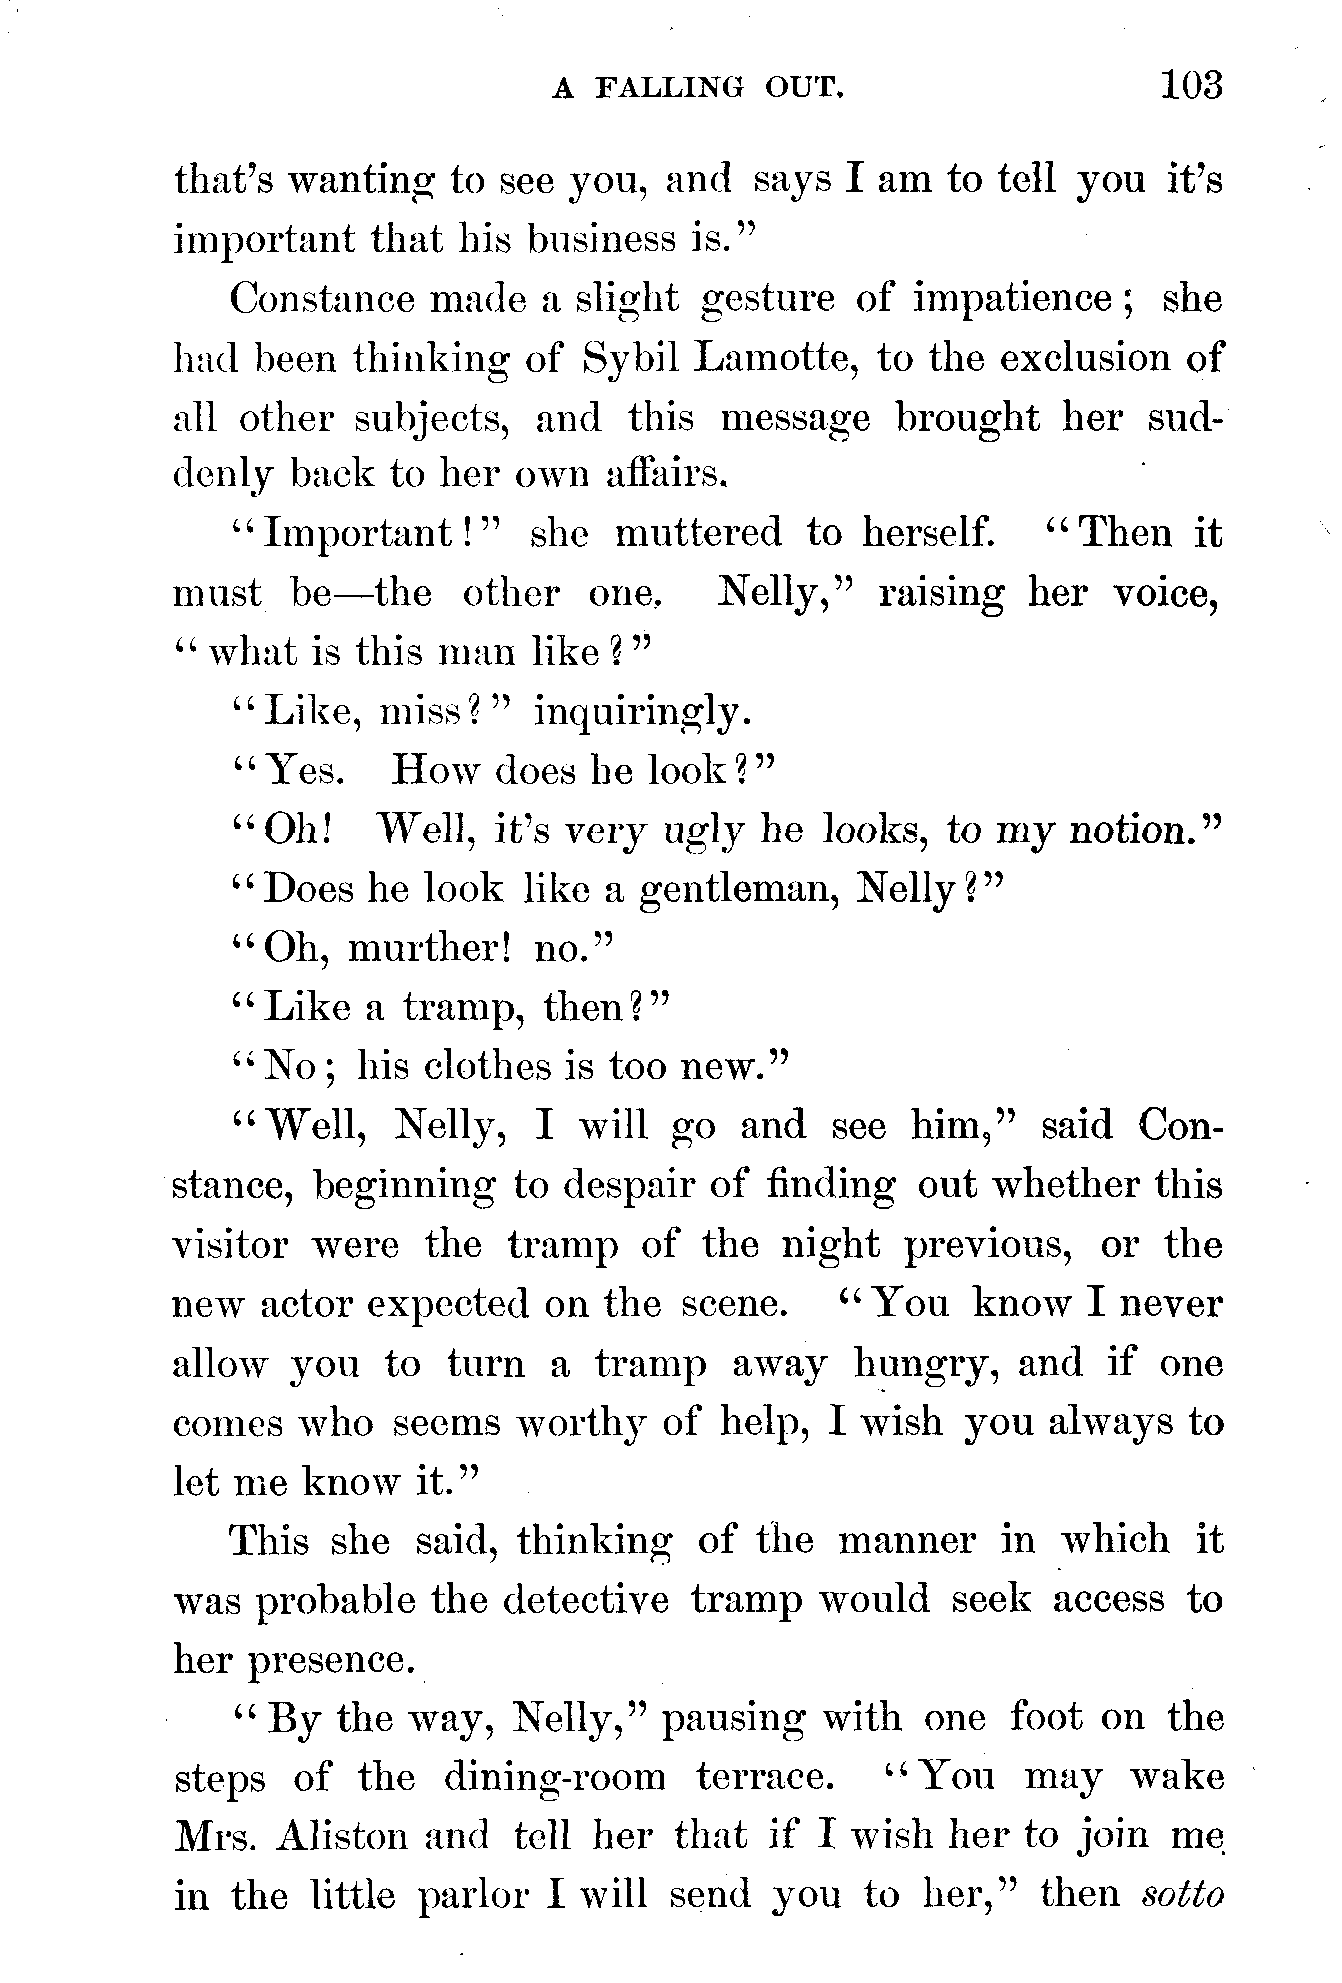 A FALLING OUT. 103
that's wanting to see you, and says I am to tell you it's
important that his business is."
Constance made a slight gesture of impatience; she
had been thinking of Sybil Lamotte, to the exclusion of
all other subjects, and this message brought her sud-
denly back to her own affairs.
"Important!" she muttered to herself. "Then it
must be—the other one. Nelly," raising her voice,
"what is this man like?"
"Like, miss?" inquiringly.
"Yes. How does he look?"
"Oh! Well, it's very ugly he looks, to my notion."
"Does he look like a gentleman, Nelly?"
"Oh, murther! no."
"Like a tramp, then?"
"No; his clothes is too new."
"Well, Nelly, I will go and see him," said Con-
stance, beginning to despair of finding out whether this
visitor were the tramp of the night previous, or the
new actor expected on the scene. "You know I never
allow you to turn a tramp away hungry, and if one
comes who seems worthy of help, I wish you always to
let me know it."
This she said, thinking of the manner in which it
was probable the detective tramp would seek access to
her presence.
"By the way, Nelly," pausing with one foot on the
steps of the dining-room terrace. "You may wake
Mrs. Aliston and tell her that if I wish her to join me
in the little parlor I will send you to her," then sotto